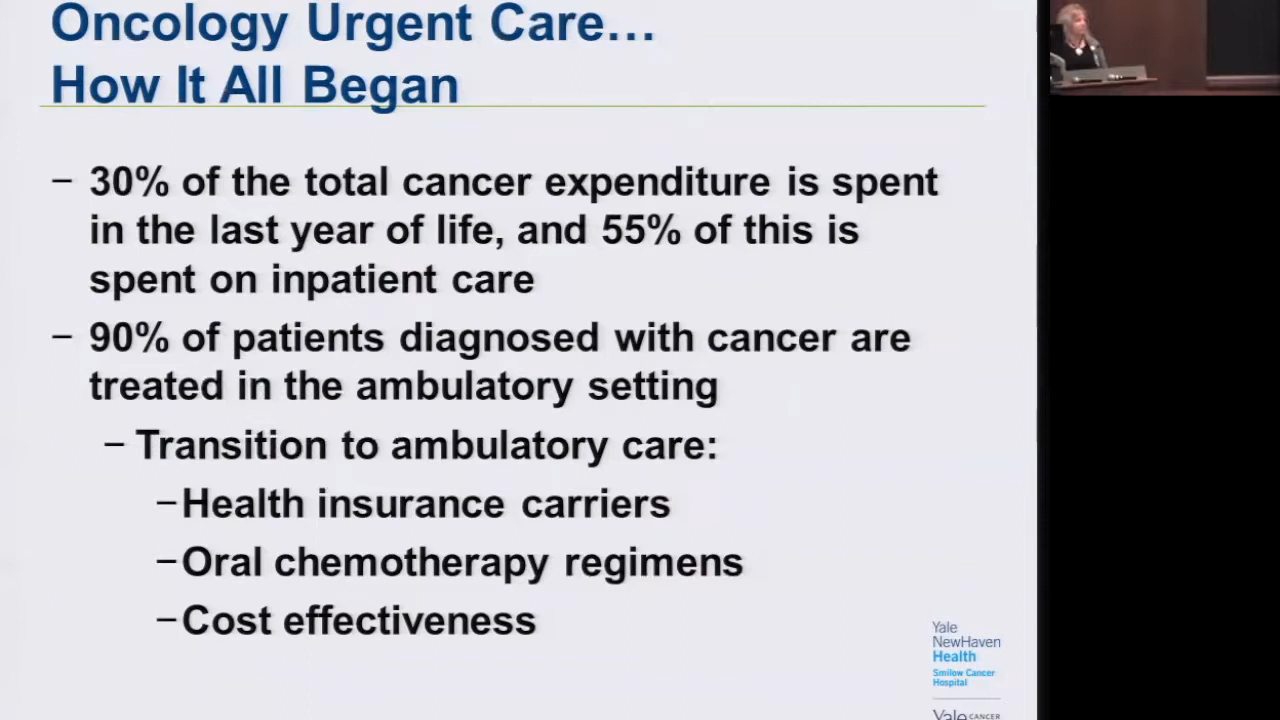 Oncology Urgent Care…
How It All Began
– 30% of the total cancer expenditure is spent
in the last year of life, and 55% of this is
spent on inpatient care
– 90% of patients diagnosed with cancer are
treated in the ambulatory setting
– Transition to ambulatory care:
–Health insurance carriers
–Oral chemotherapy regimens
–Cost effectiveness
Yale
NewHaven
Health
Smilow Cancer
Hospital
Yale CANCER